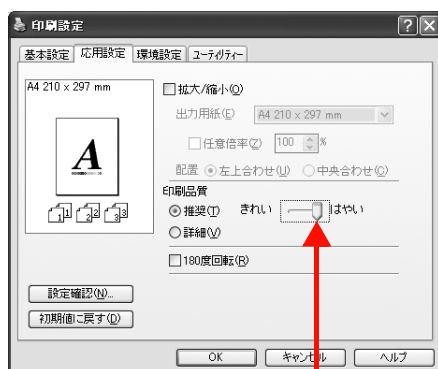 印刷設定
基本設定 応用設定 環境設定 ユーティリティー
A4 210 x 297 mm
A
1 2 3
設定確認(N)...
初期値に戻す(D)
拡大/縮小(O)
出力用紙(E) A4 210 x 297 mm
任意倍率(Z) 100 %
配置 左上合わせ(U) 中央合わせ(C)
印刷品質
推奨(T) きれい はやい
詳細(V)
180度回転(R)
OK キャンセル ヘルプ